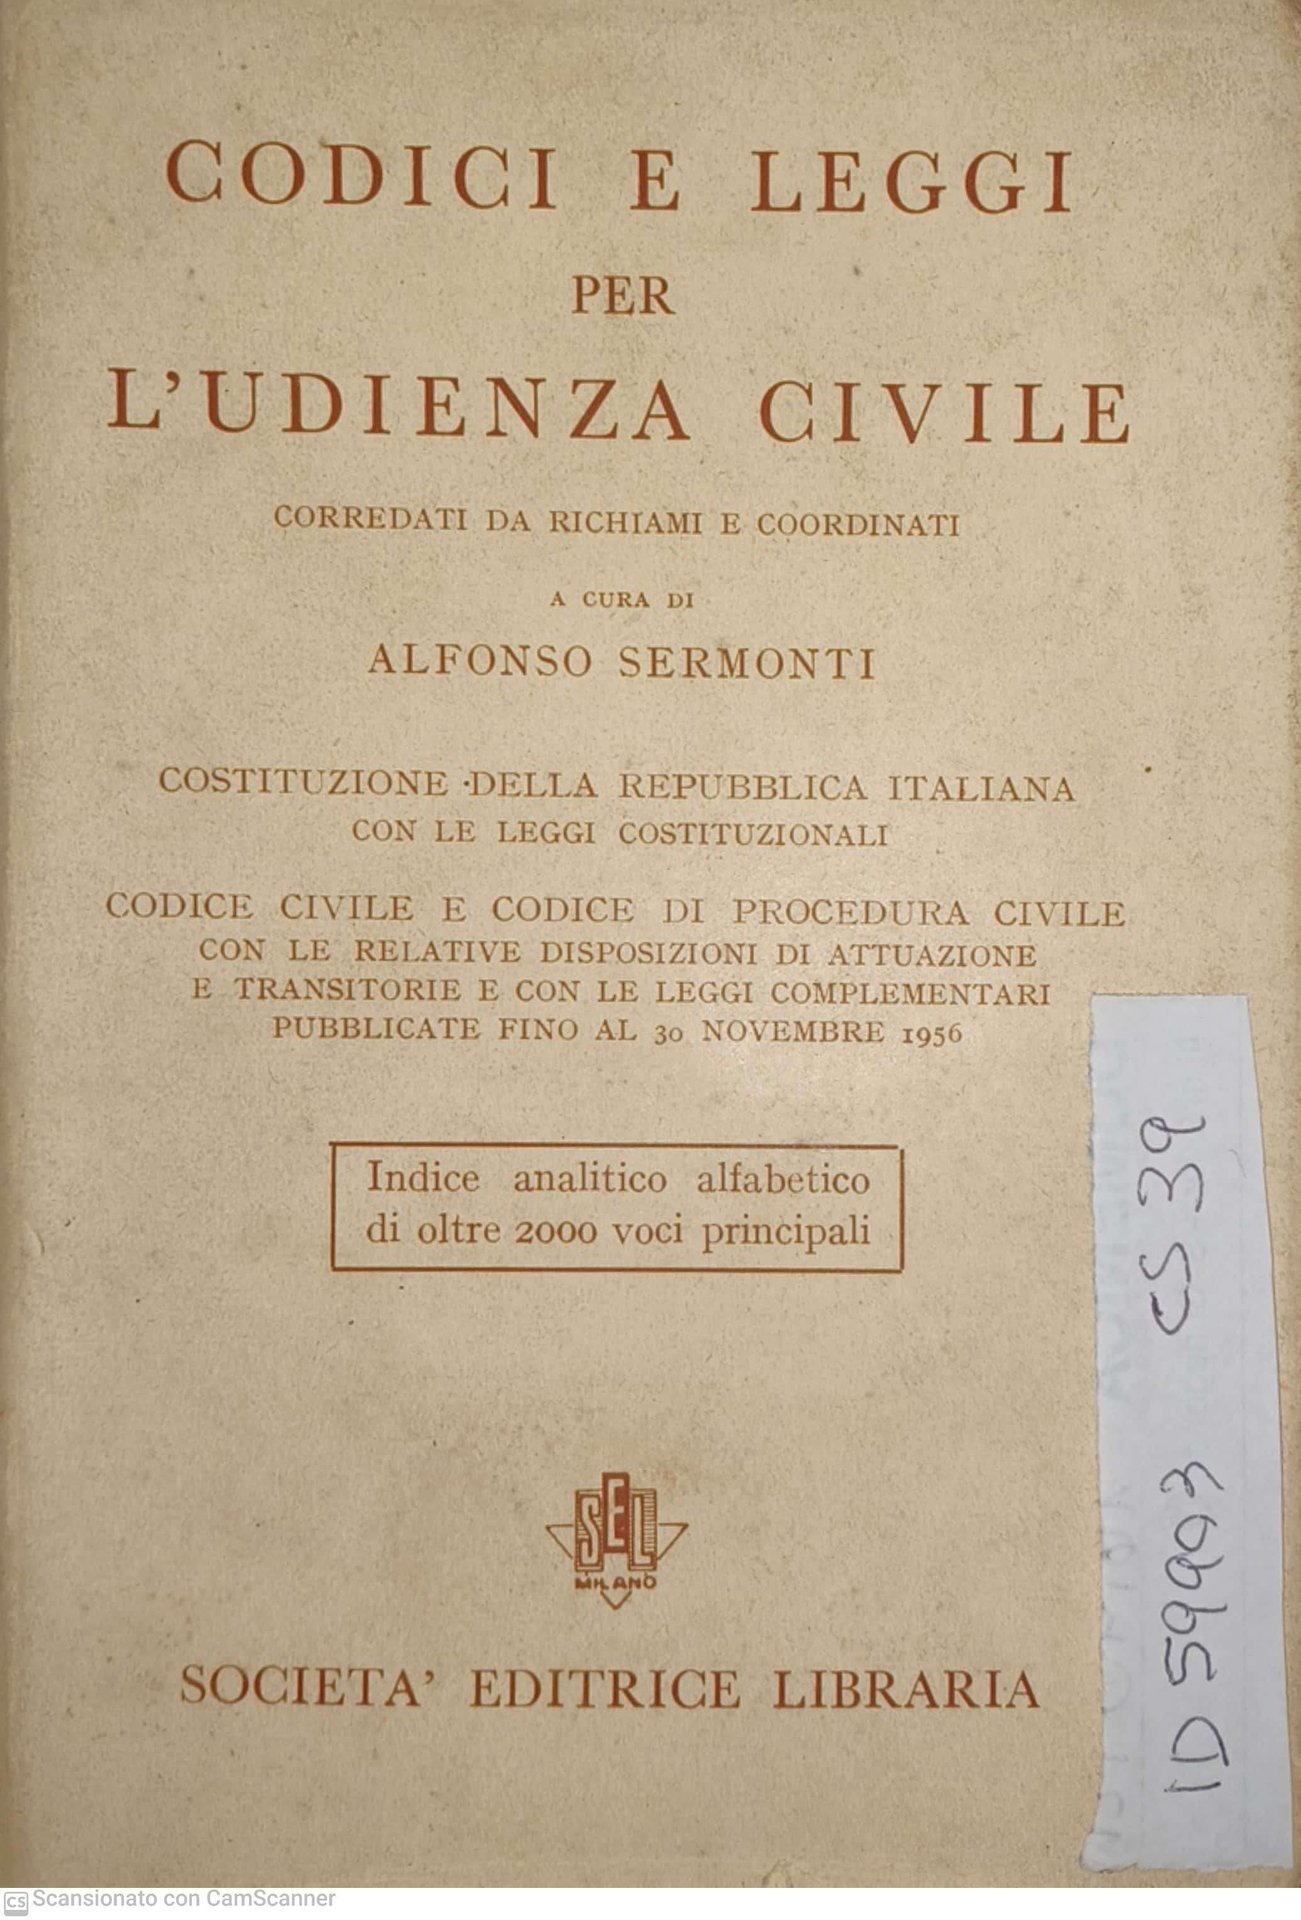 CODICI E LEGGI
PER
L'UDIENZA CIVILE
CORREDATI DA RICHIAMI E COORDINATI
A CURA DI
ALFONSO SERMONTI
COSTITUZIONE DELLA REPUBBLICA ITALIANA
CON LE LEGGI COSTITUZIONALI
CODICE CIVILE E CODICE DI PROCEDURA CIVILE
CON LE RELATIVE DISPOSIZIONI DI ATTUAZIONE
E TRANSITORIE E CON LE LEGGI COMPLEMENTARI
PUBBLICATE FINO AL 30 NOVEMBRE 1956
Indice analitico alfabetico
di oltre 2000 voci principali
SEL
MILANO
SOCIETA' EDITRICE LIBRARIA
ID 59993 CS 39
CS Scansionato con CamScanner